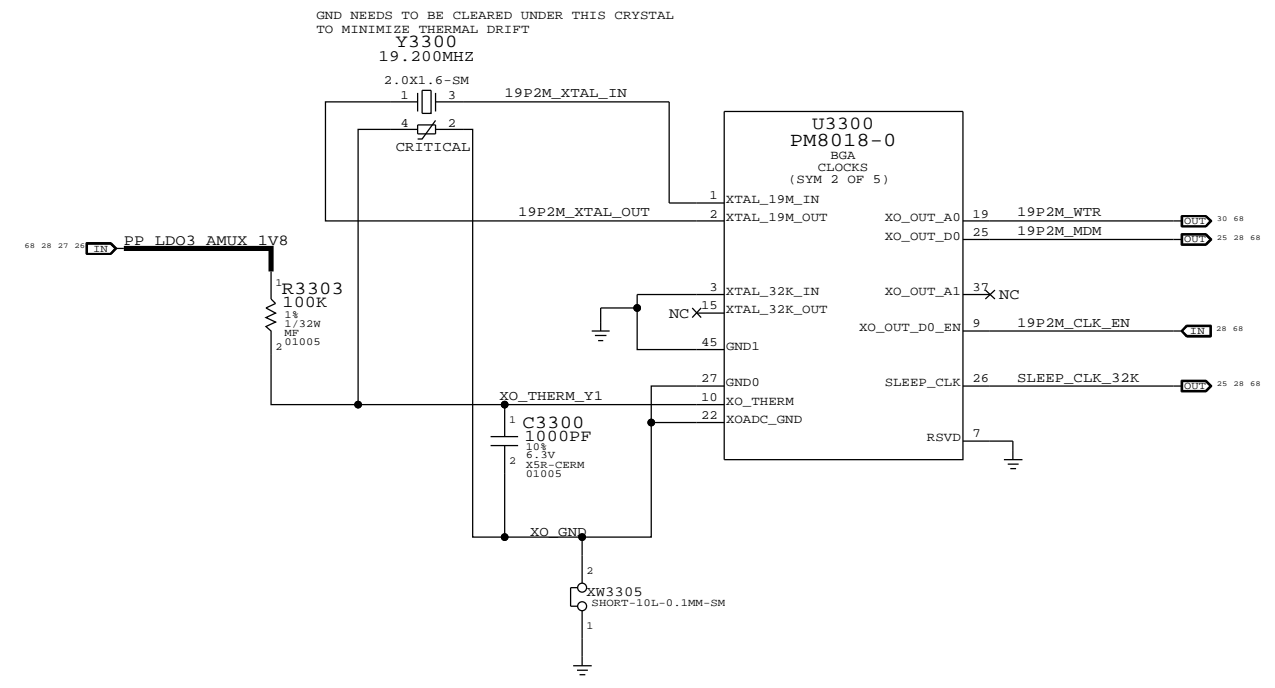 GND NEEDS TO BE CLEARED UNDER THIS CRYSTAL
TO MINIMIZE THERMAL DRIFT
Y3300
19.200MHZ
2.0X1.6-SM
1 3 19P2M_XTAL_IN
4 2
CRITICAL
U3300
PM8018-0
BGA
CLOCKS
(SYM 2 OF 5)
1 XTAL_19M_IN
19P2M_XTAL_OUT 2 XTAL_19M_OUT
XO_OUT_A0 19 19P2M_WTR OUT 30 68
XO_OUT_D0 25 19P2M_MDM OUT 25 28 68
68 28 27 26 IN PP_LDO3_AMUX_1V8
1
R3303
100K
1%
1/32W
MF
01005
2
3 XTAL_32K_IN
NC 15 XTAL_32K_OUT
45 GND1
XO_OUT_A1 37 NC
XO_OUT_D0_EN 9 19P2M_CLK_EN IN 28 68
27 GND0
SLEEP_CLK 26 SLEEP_CLK_32K OUT 25 28 68
XO_THERM_Y1 10 XO_THERM
22 XOADC_GND
RSVD 7
1 C3300
1000PF
10%
6.3V
2 X5R-CERM
01005
XO_GND
2
XW3305
SHORT-10L-0.1MM-SM
1